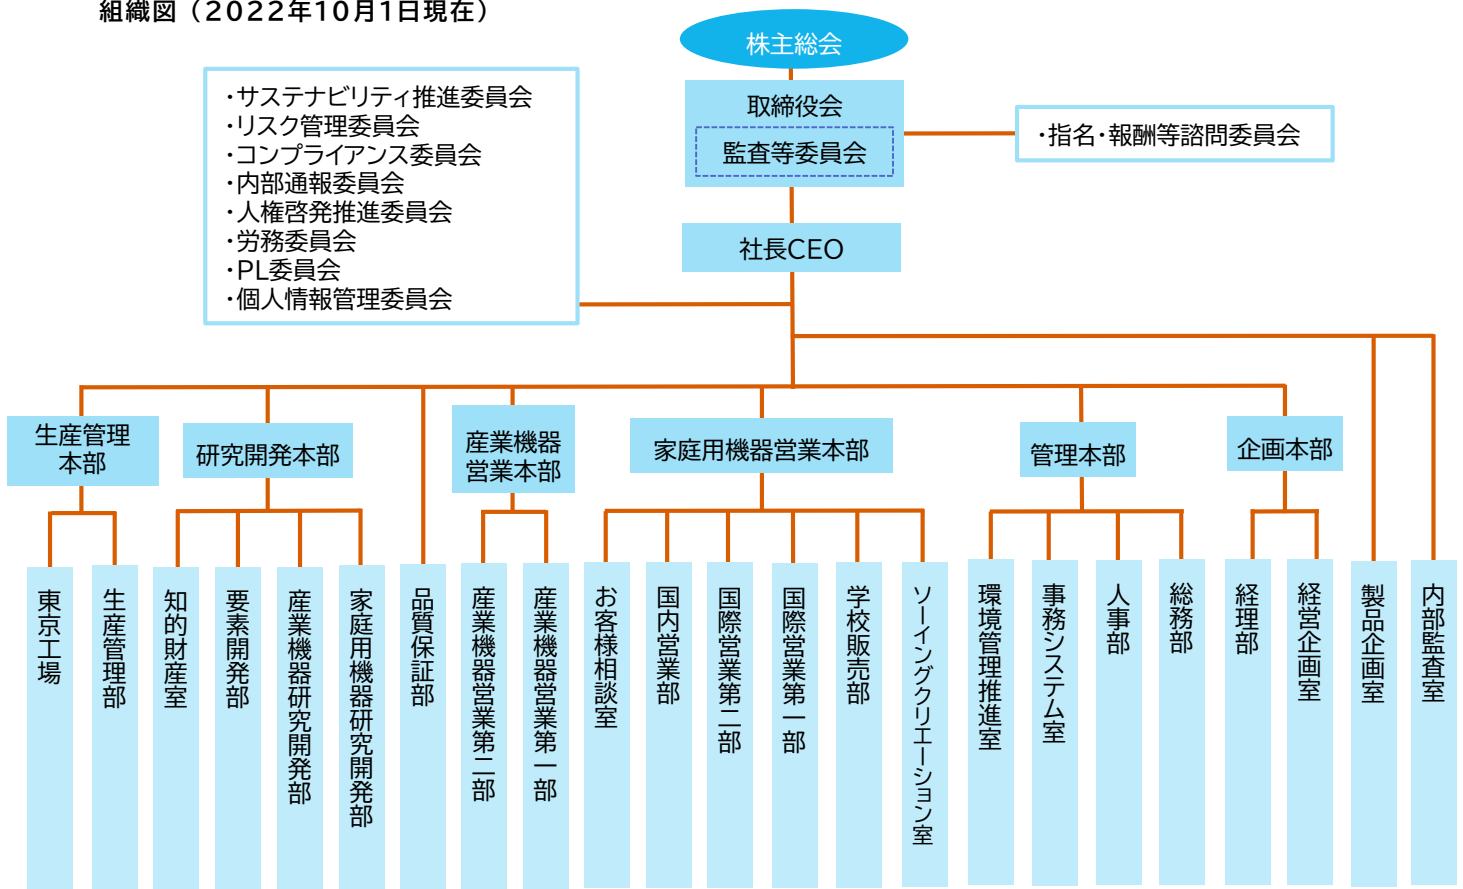 組織図（2022年10月1日現在）
株主総会
取締役会
監査等委員会
・指名・報酬等諮問委員会
・サステナビリティ推進委員会
・リスク管理委員会
・コンプライアンス委員会
・内部通報委員会
・人権啓発推進委員会
・労務委員会
・PL委員会
・個人情報管理委員会
社長CEO
生産管理
本部
研究開発本部
産業機器
営業本部
家庭用機器営業本部
管理本部
企画本部
東京工場
生産管理部
知的財産室
要素開発部
産業機器研究開発部
家庭用機器研究開発部
品質保証部
産業機器営業第二部
産業機器営業第一部
お客様相談室
国内営業部
国際営業第二部
国際営業第一部
学校販売部
ソーイングクリエーション室
環境管理推進室
事務システム室
人事部
総務部
経理部
経営企画室
製品企画室
内部監査室